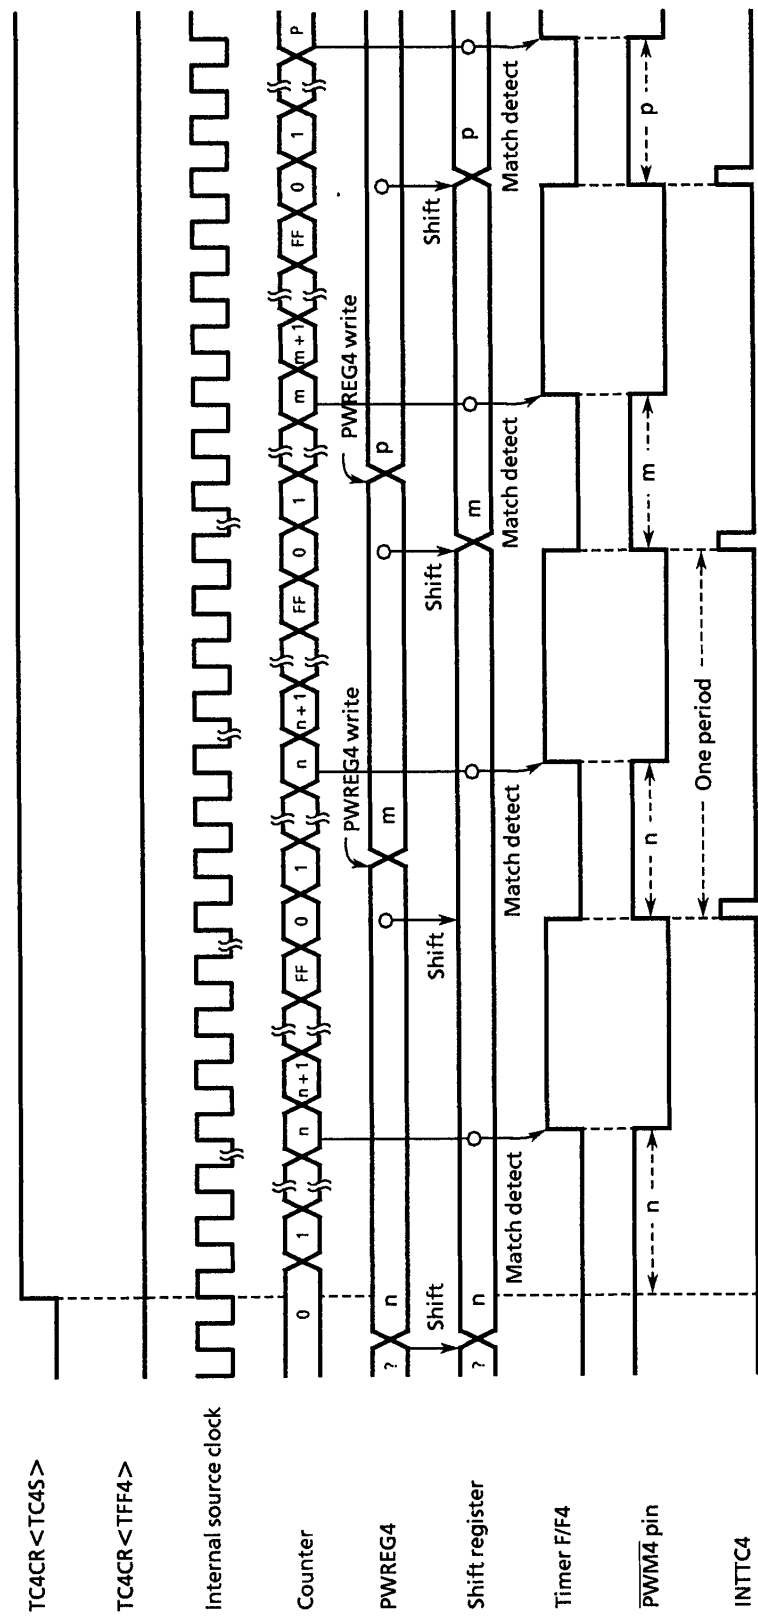 TC4CR<TC4S>
TC4CR<TFF4>
Internal source clock
Counter 0 1 n n+1 FF 0 1 n n+1 FF 0 1 m m+1 FF 0 1 P
PWREG4 write PWREG4 write
PWREG4 ? n m p
Shift Shift Shift Shift
Shift register ? n m p
Match detect Match detect Match detect Match detect
Timer F/F4
PWM4 pin n n m p
One period
INTTC4